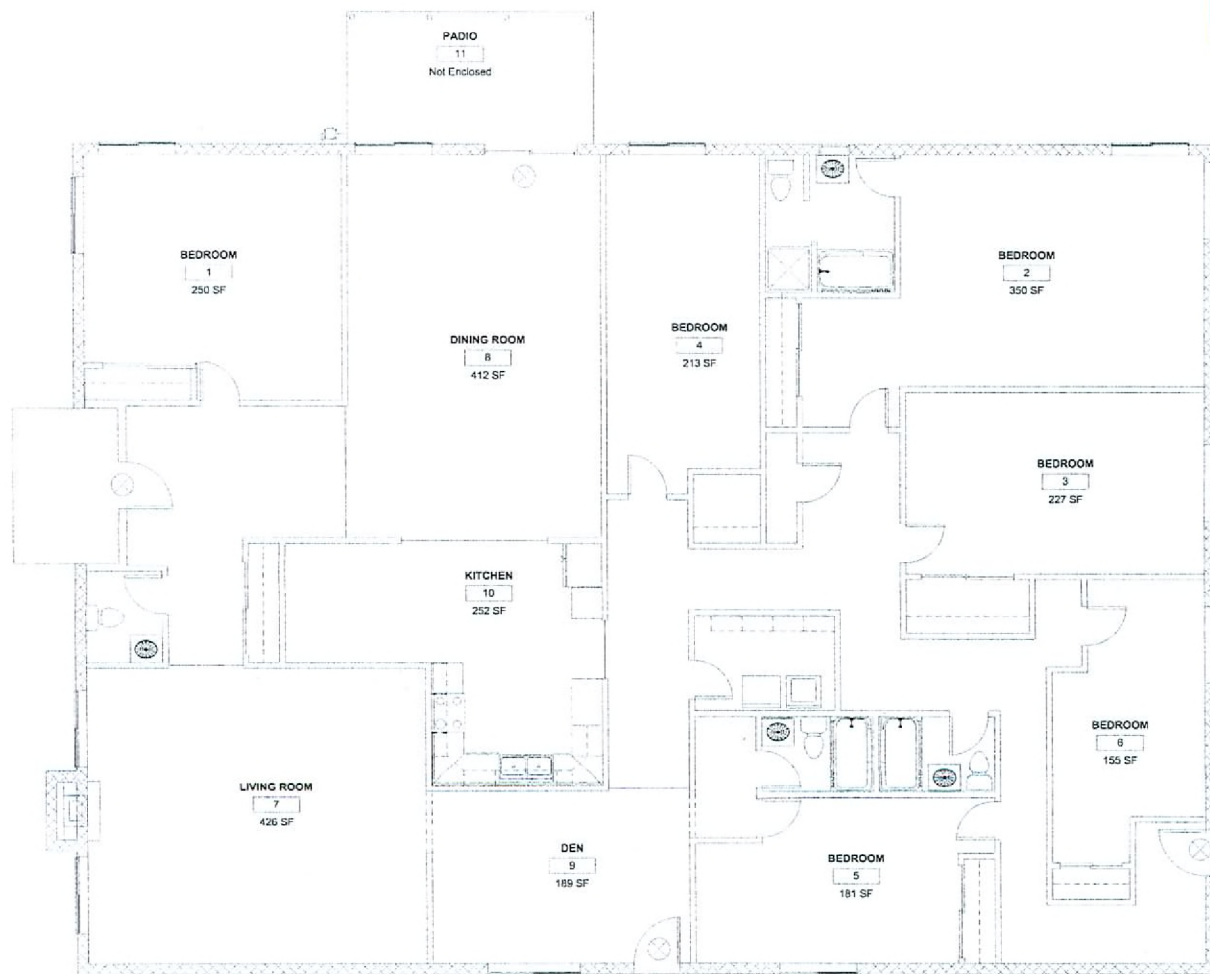 PADIO
11
Not Enclosed
BEDROOM
1
250 SF
BEDROOM
2
350 SF
BEDROOM
4
213 SF
DINING ROOM
8
412 SF
BEDROOM
3
227 SF
KITCHEN
10
252 SF
BEDROOM
6
155 SF
LIVING ROOM
7
426 SF
DEN
9
189 SF
BEDROOM
5
181 SF